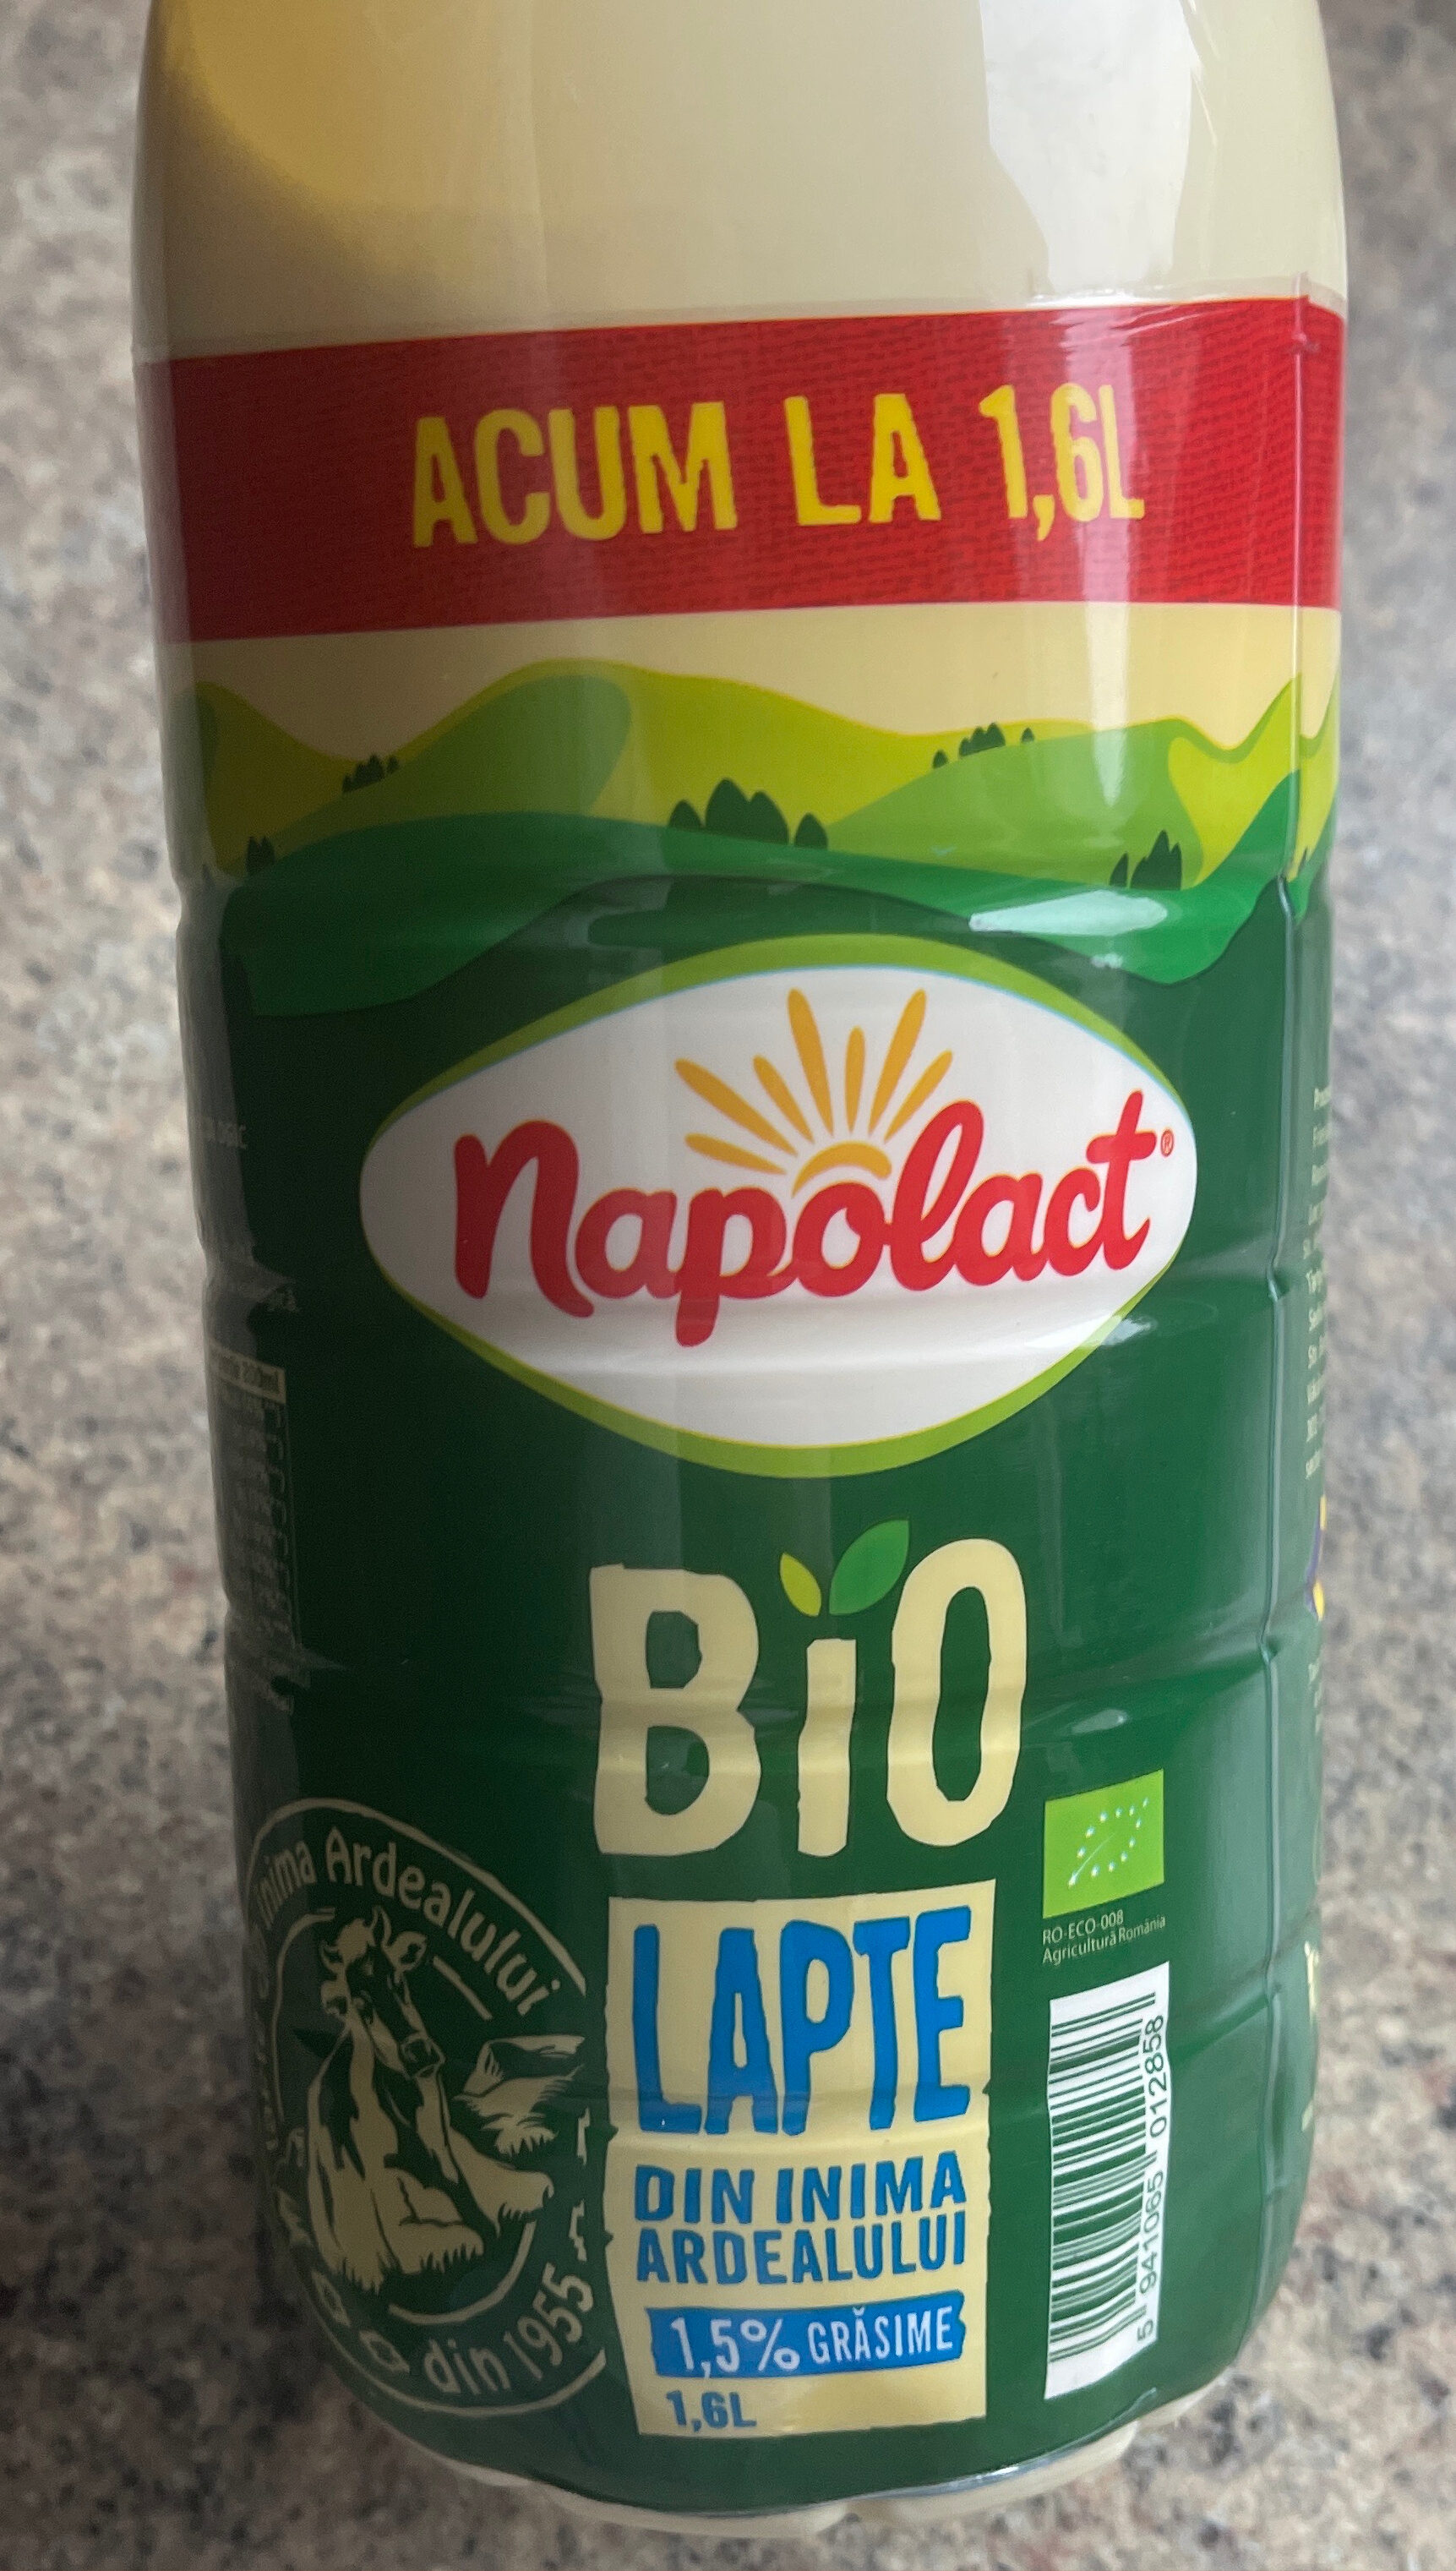 ACUM LA 1,6L
Napolact®
BiO
RO-ECO-008
Agricultură România
LAPTE
DIN INIMA
ARDEALULUI
1,5% GRĂSIME
1,6L
inima Ardealului
din 1955
5 941065 012858